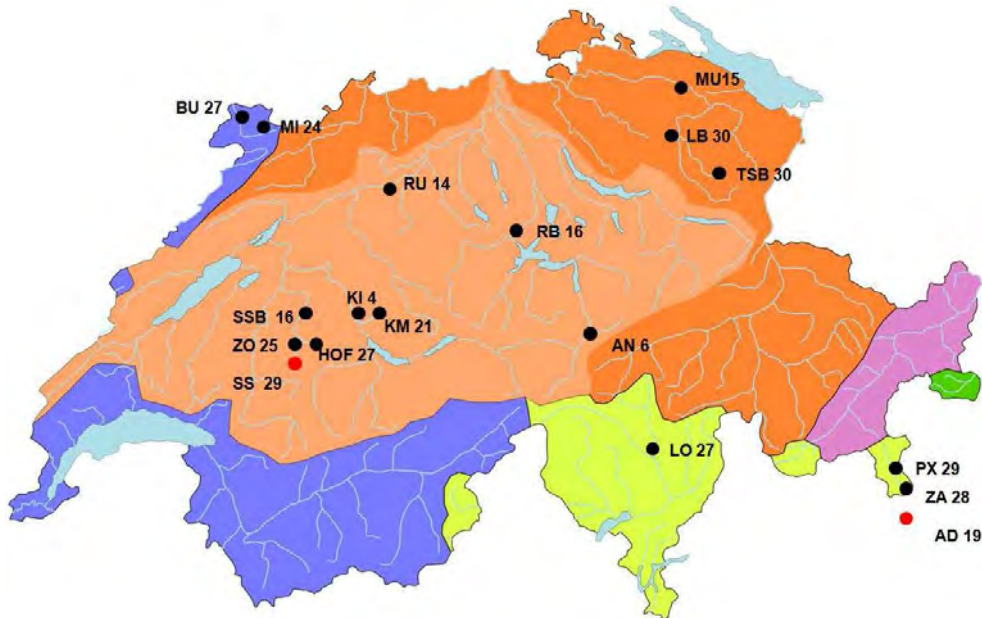 MU15
BU 27
MI 24
LB 30
TSB 30
RU 14
RB 16
KI 4
SSB 16
KM 21
ZO 25
HOF 27
AN 6
SS 29
LO 27
PX 29
ZA 28
AD 19